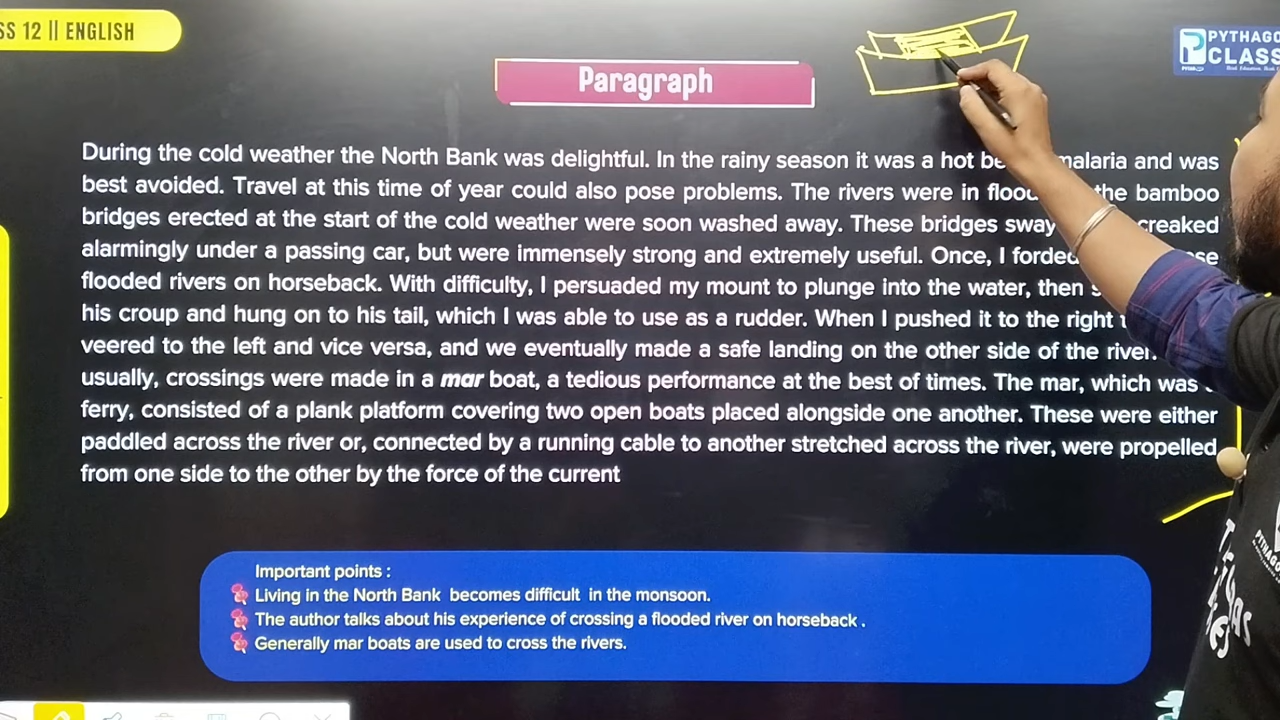 SS 12 || ENGLISH
PYTHAGO
CLASS
Paragraph
During the cold weather the North Bank was delightful. In the rainy season it was a hot be malaria and was
best avoided. Travel at this time of year could also pose problems. The rivers were in floo the bamboo
bridges erected at the start of the cold weather were soon washed away. These bridges sway creaked
alarmingly under a passing car, but were immensely strong and extremely useful. Once, I forded se
flooded rivers on horseback. With difficulty, I persuaded my mount to plunge into the water, then s
his croup and hung on to his tail, which I was able to use as a rudder. When I pushed it to the right
veered to the left and vice versa, and we eventually made a safe landing on the other side of the river.
usually, crossings were made in a mar boat, a tedious performance at the best of times. The mar, which was
ferry, consisted of a plank platform covering two open boats placed alongside one another. These were either
paddled across the river or, connected by a running cable to another stretched across the river, were propelled
from one side to the other by the force of the current
Important points :
Living in the North Bank becomes difficult in the monsoon.
The author talks about his experience of crossing a flooded river on horseback .
Generally mar boats are used to cross the rivers.